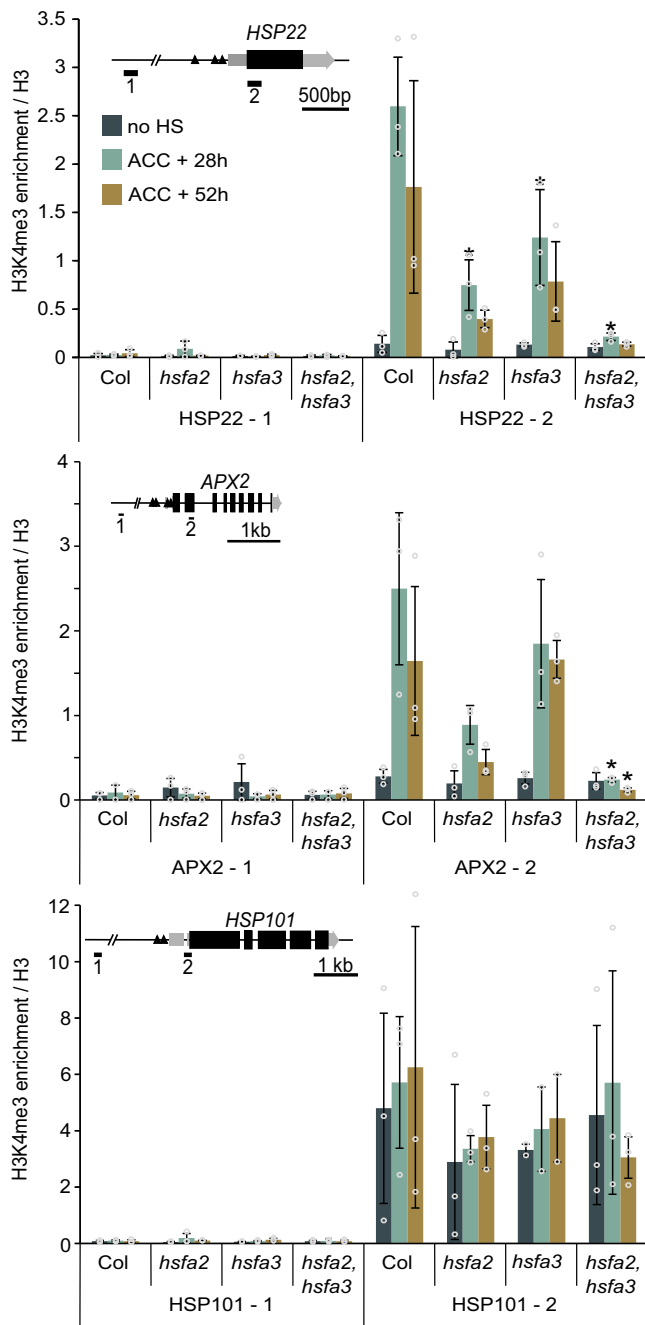 HSP22
1
2
500bp
no HS
ACC + 28h
ACC + 52h
H3K4me3 enrichment / H3
3.5
3
2.5
2
1.5
1
0.5
0
*
*
*
Col hsfa2 hsfa3 hsfa2, hsfa3 Col hsfa2 hsfa3 hsfa2, hsfa3
HSP22 - 1 HSP22 - 2
APX2
1
2
1kb
H3K4me3 enrichment / H3
4
3
2
1
0
* *
Col hsfa2 hsfa3 hsfa2, hsfa3 Col hsfa2 hsfa3 hsfa2, hsfa3
APX2 - 1 APX2 - 2
HSP101
1
2
1 kb
H3K4me3 enrichment / H3
12
10
8
6
4
2
0
Col hsfa2 hsfa3 hsfa2, hsfa3 Col hsfa2 hsfa3 hsfa2, hsfa3
HSP101 - 1 HSP101 - 2